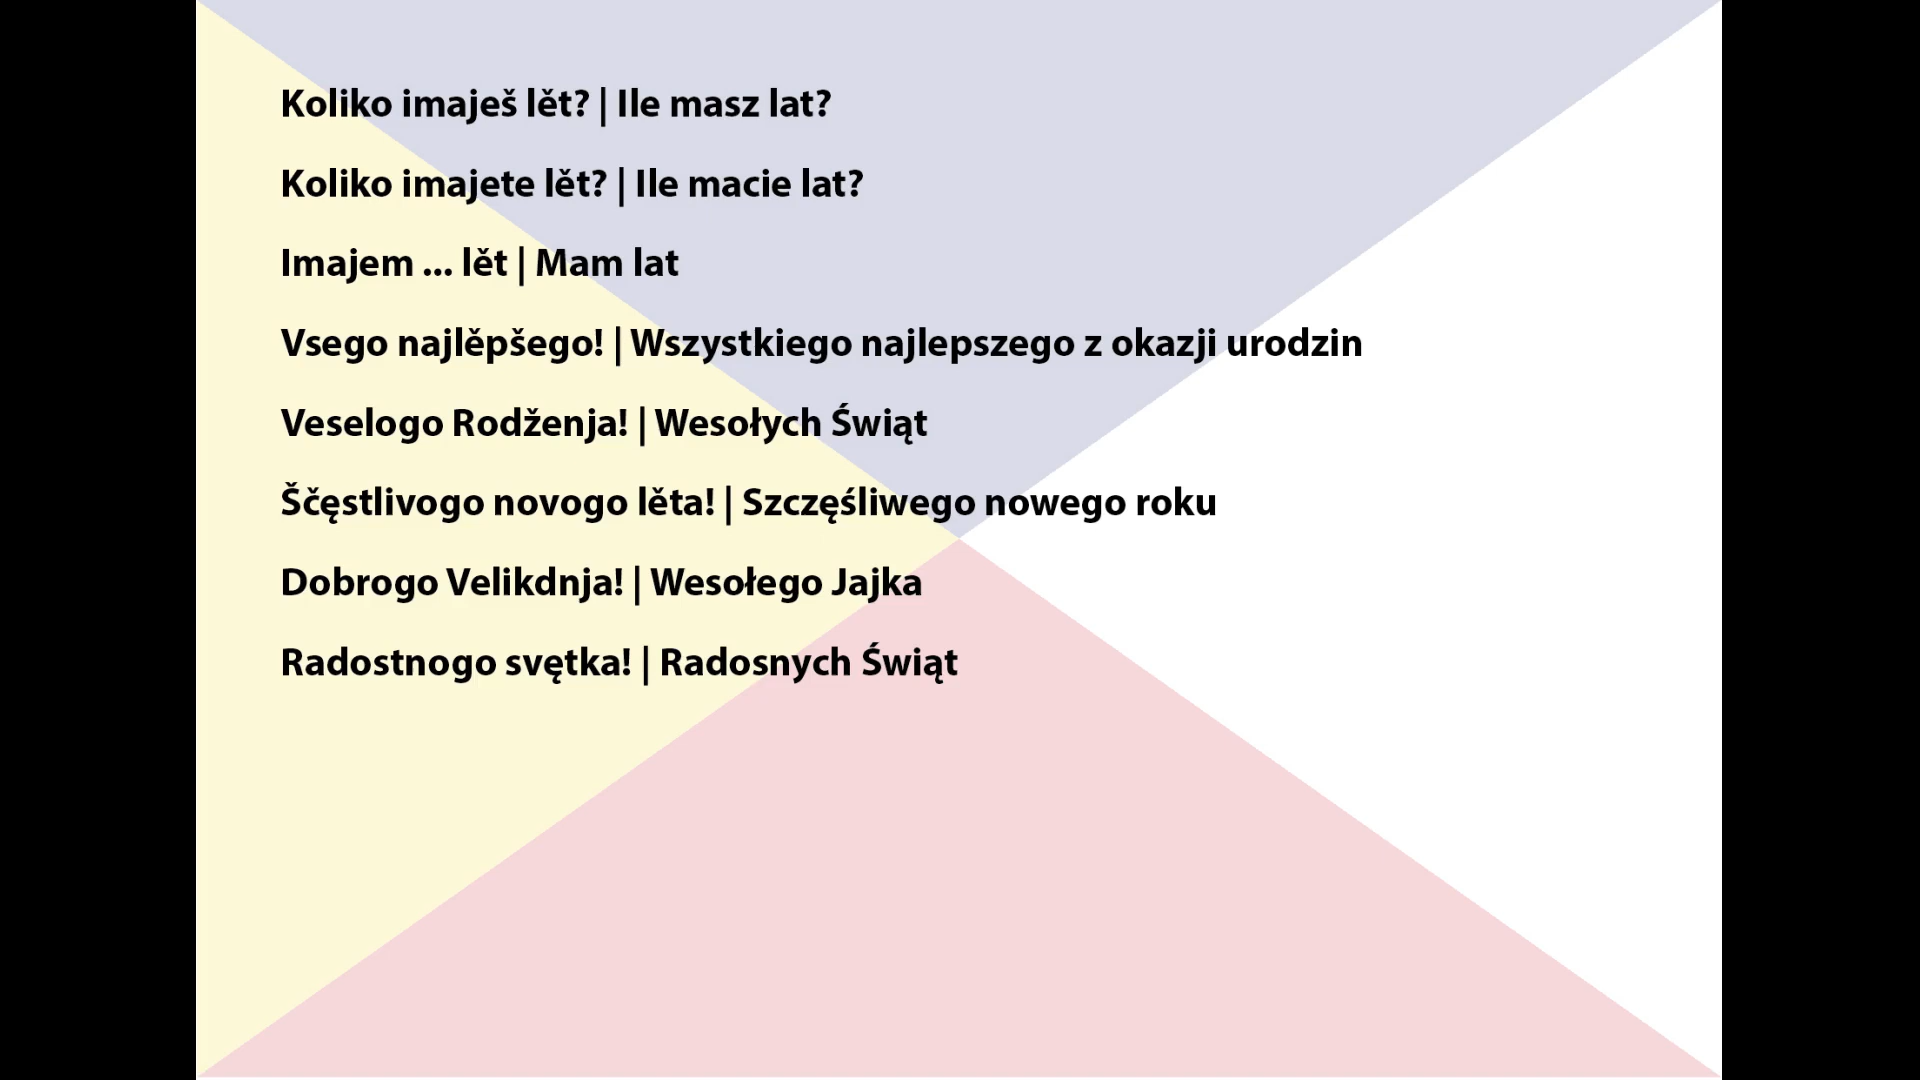 Koliko imaješ lět? | Ile masz lat?
Koliko imajete lět? | Ile macie lat?
Imajem ... lět | Mam lat
Vsego najlěpšego! | Wszystkiego najlepszego z okazji urodzin
Veselogo Rodženja! | Wesołych Świąt
Ščęstlivogo novogo lěta! | Szczęśliwego nowego roku
Dobrogo Velikdnja! | Wesołego Jajka
Radostnogo svętka! | Radosnych Świąt